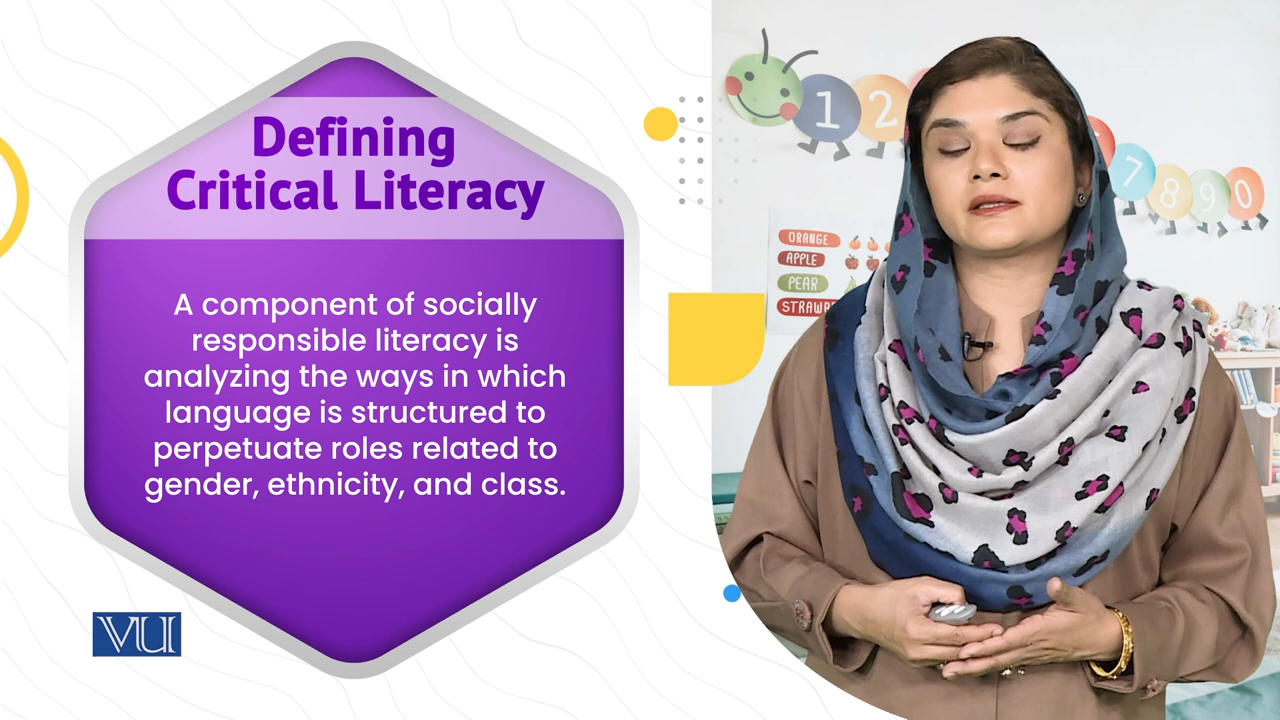 Defining
Critical Literacy
A component of socially
responsible literacy is
analyzing the ways in which
language is structured to
perpetuate roles related to
gender, ethnicity, and class.
VU
1 2
7 8 9 0
ORANGE
APPLE
PEAR